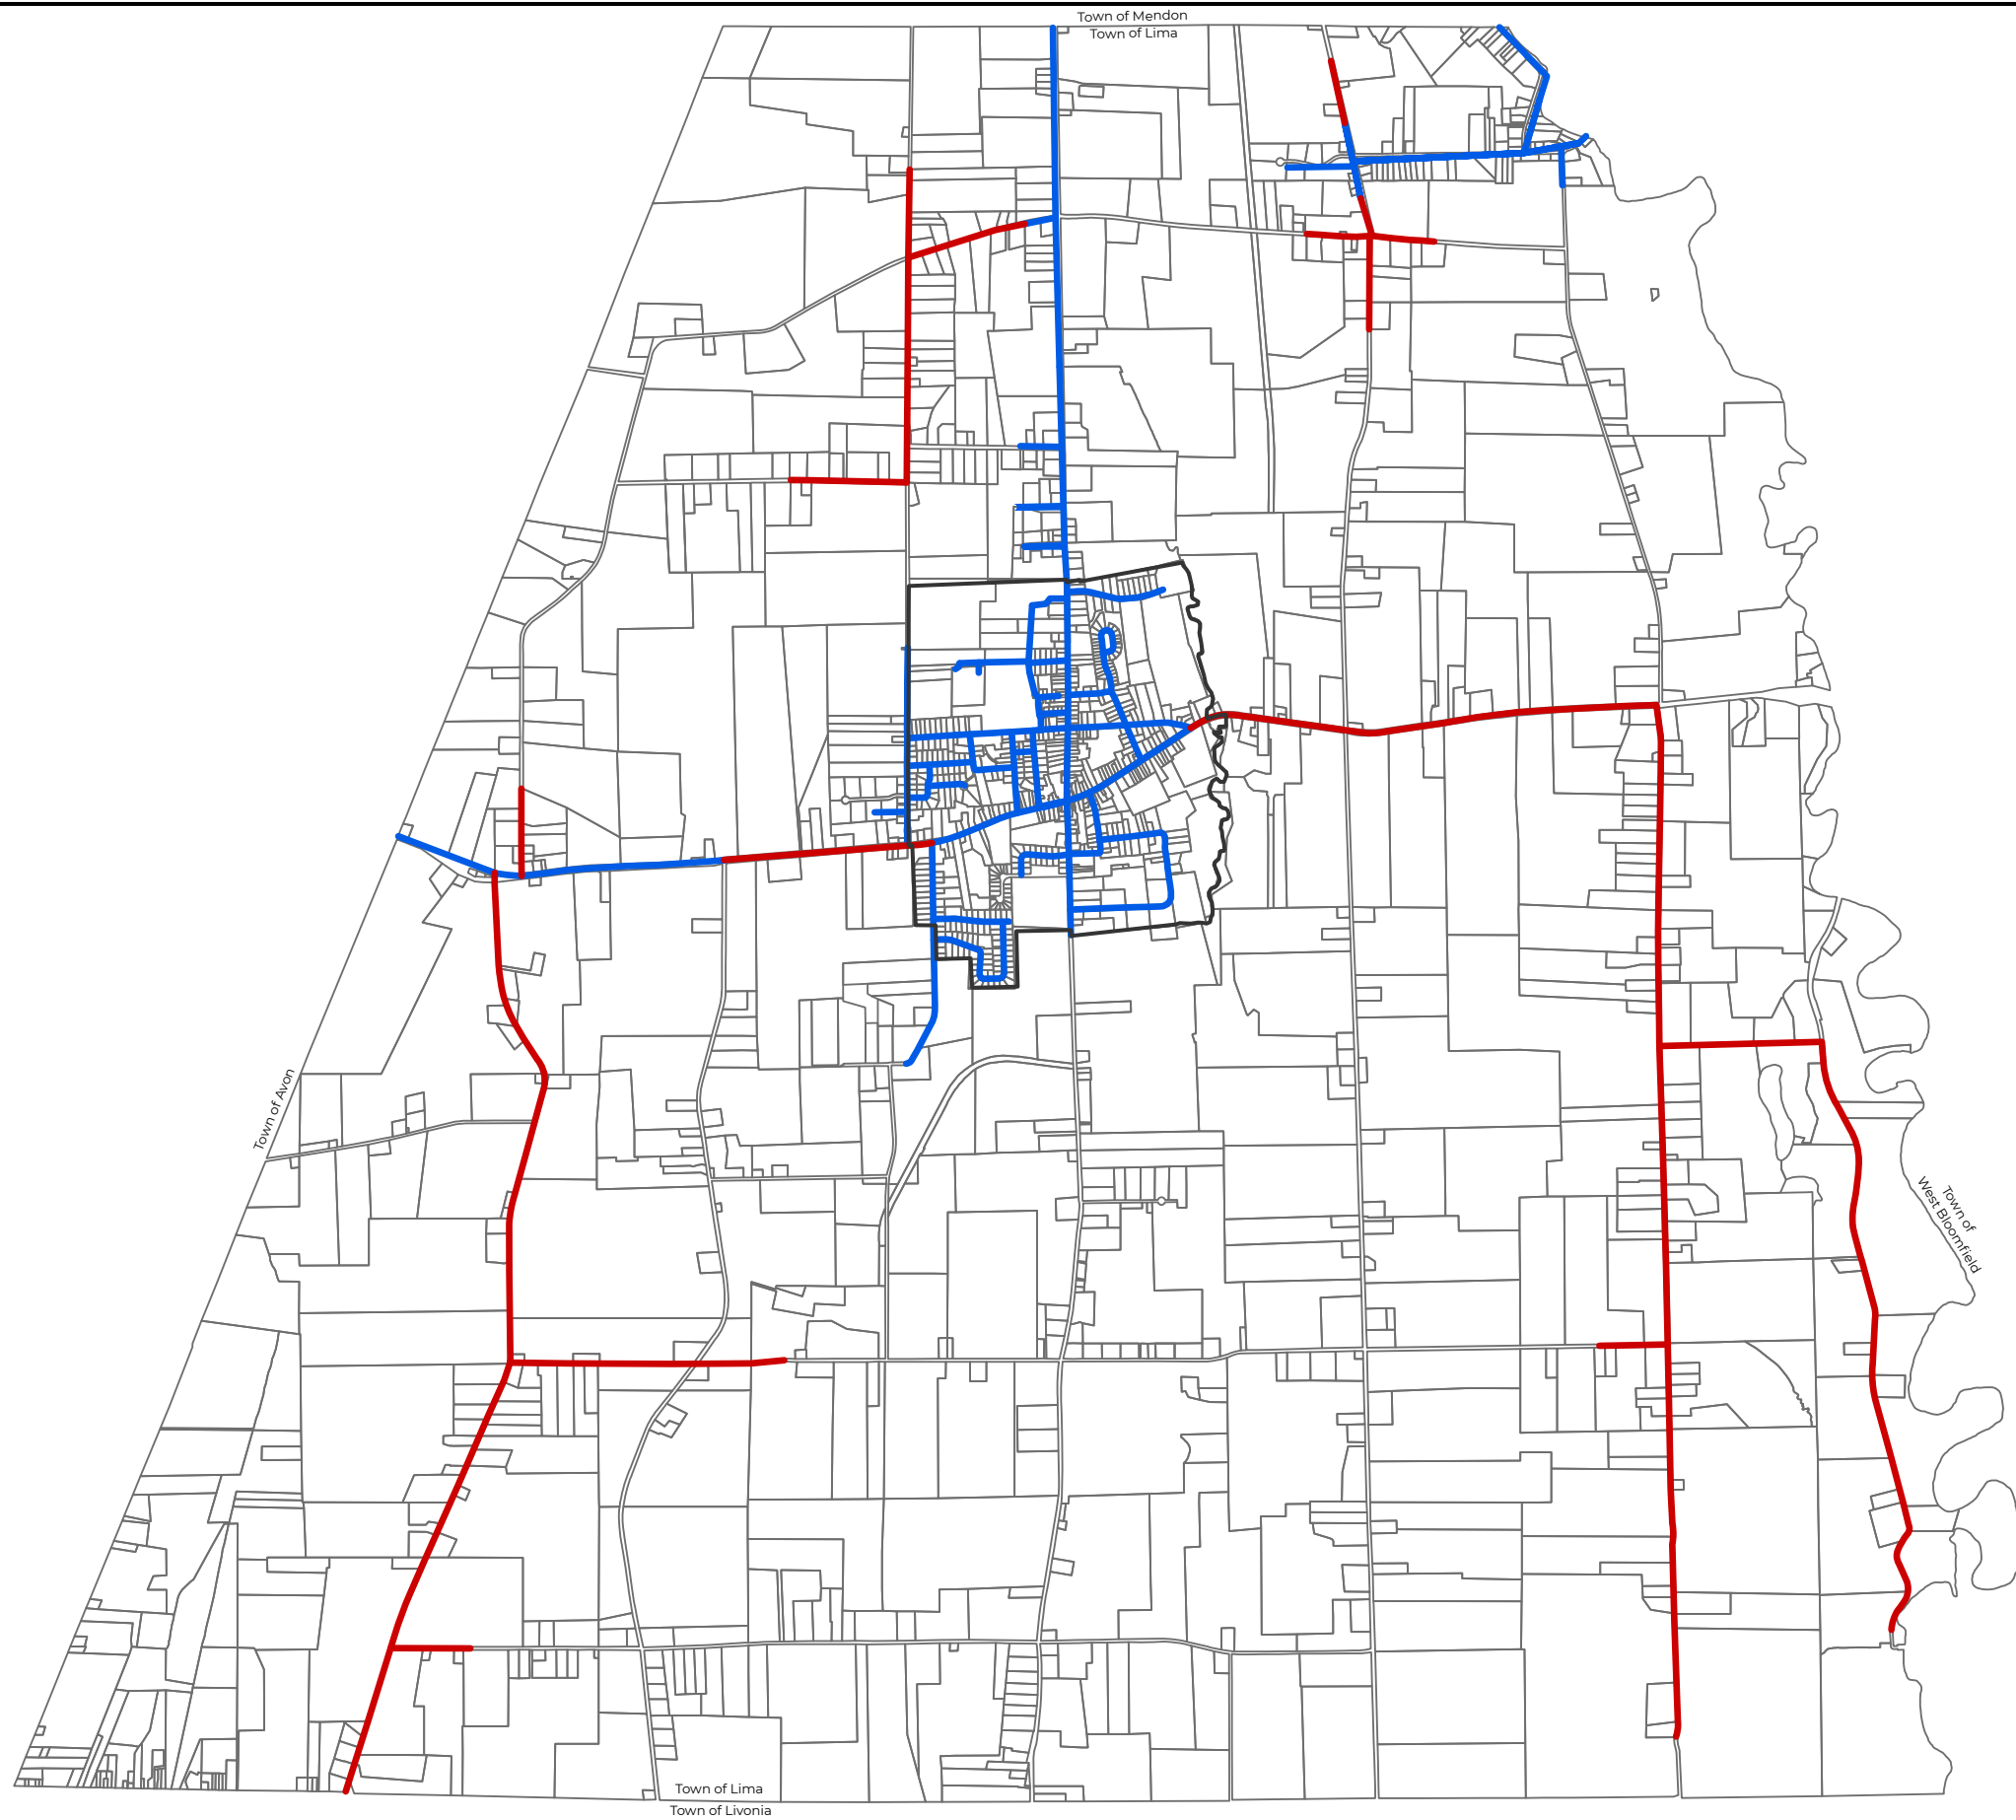 Town of Mendon
Town of Lima
Town of Avon
Town of
West Bloomfield
Town of Lima
Town of Livonia